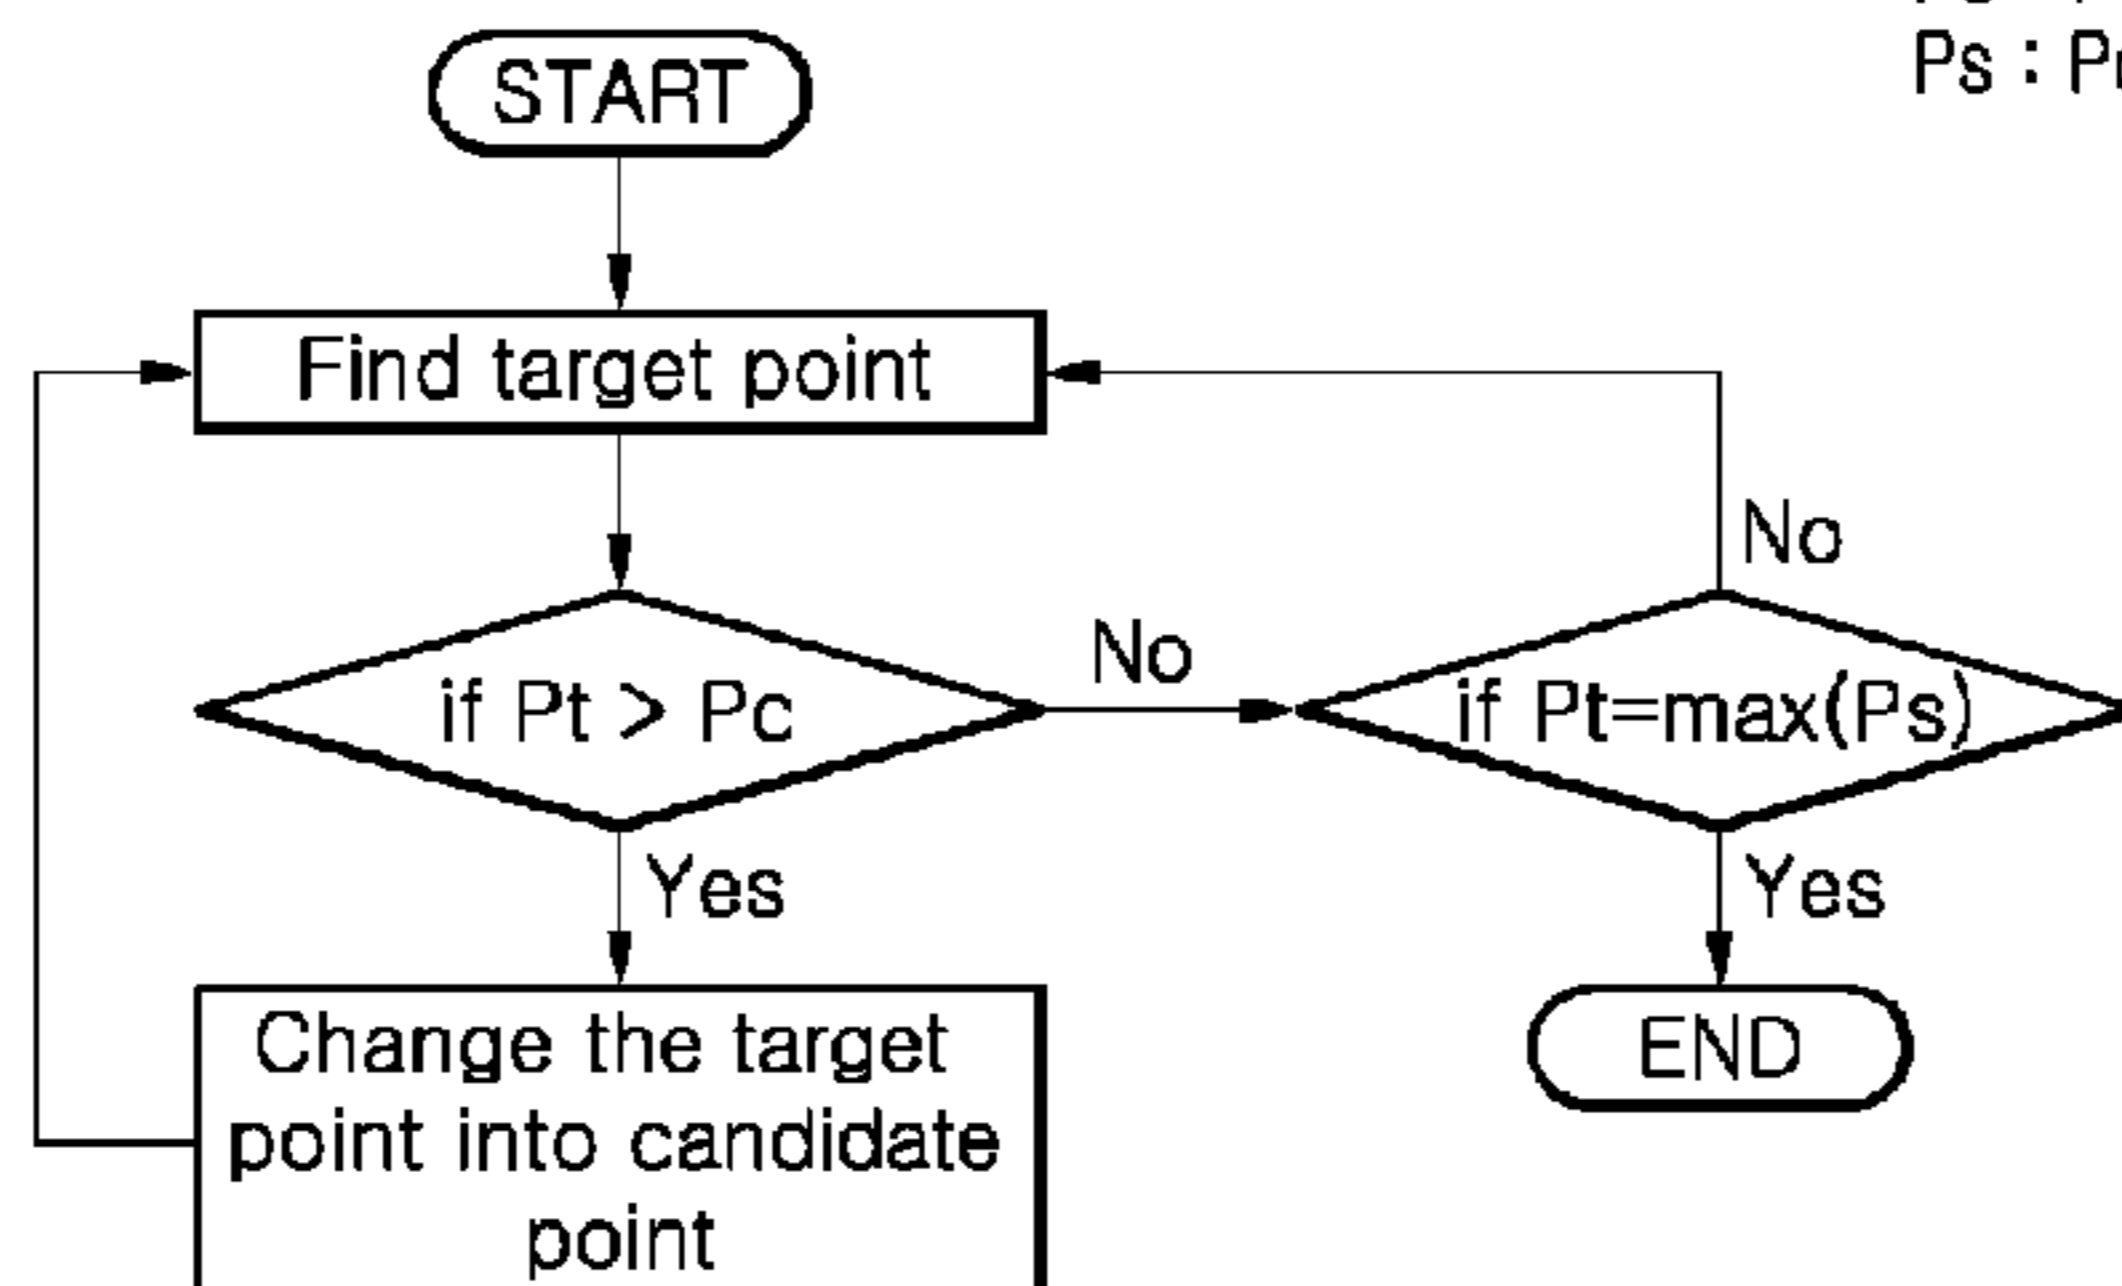 Ps :
START
Find target point
No
No
if Pt > Pc
if Pt=max(Ps)
Yes
Yes
Change the target
point into candidate
point
END